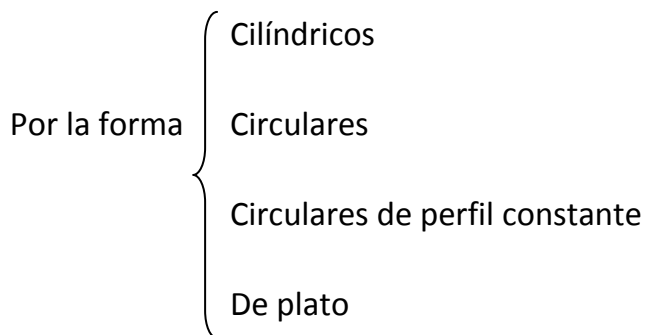 Cilíndricos
Por la forma Circulares
Circulares de perfil constante
De plato